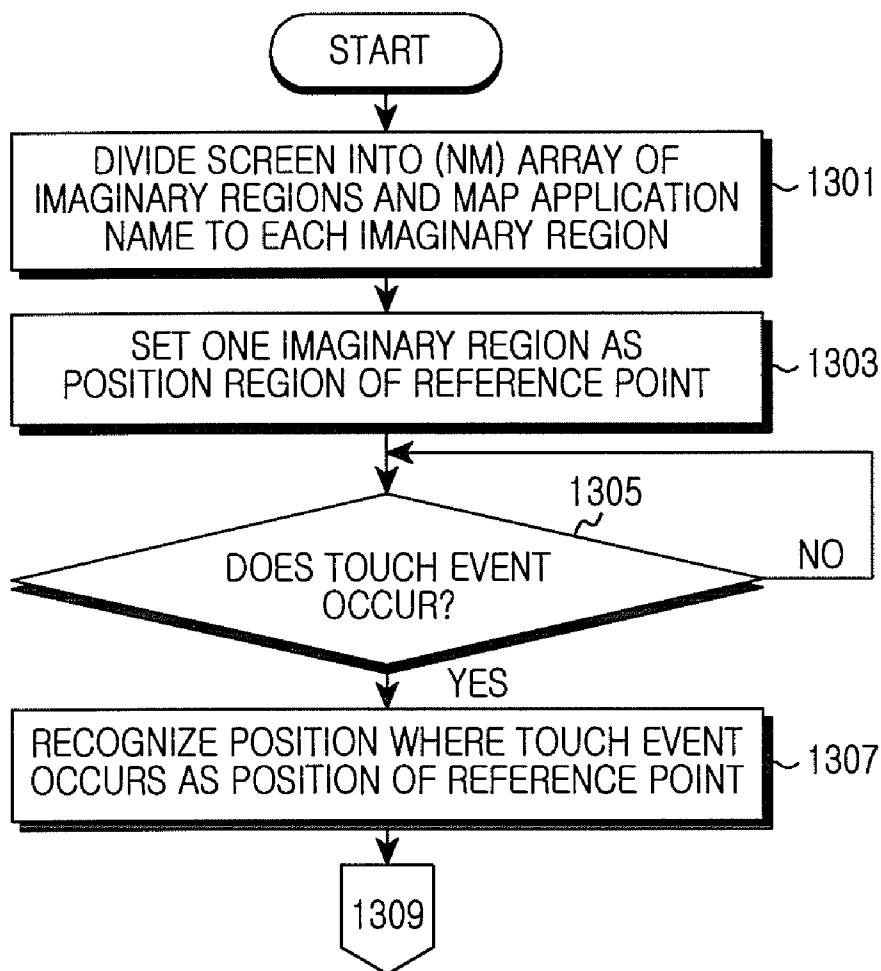 START
DIVIDE SCREEN INTO (NM) ARRAY OF
IMAGINARY REGIONS AND MAP APPLICATION
NAME TO EACH IMAGINARY REGION
1301
SET ONE IMAGINARY REGION AS
POSITION REGION OF REFERENCE POINT
1303
1305
DOES TOUCH EVENT
OCCUR?
NO
YES
RECOGNIZE POSITION WHERE TOUCH EVENT
OCCURS AS POSITION OF REFERENCE POINT
1307
1309